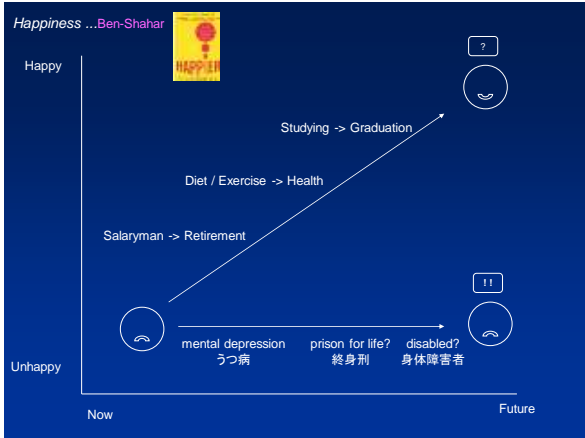 Happiness ...Ben-Shahar
HAPPIER
Happy
?
Studying -> Graduation
Diet / Exercise -> Health
Salaryman -> Retirement
!!
mental depression prison for life? disabled?
うつ病 終身刑 身体障害者
Unhappy
Now Future